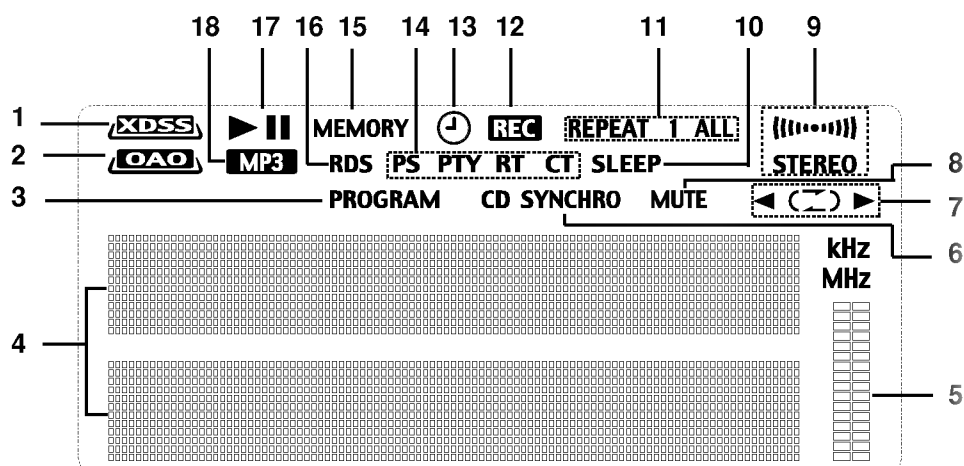 18 17 16 15 14 13 12 11 10 9
1 XDSS MEMORY REC REPEAT 1 ALL
2 OAO MP3 RDS PS PTY RT CT SLEEP STEREO 8
3 PROGRAM CD SYNCHRO MUTE 7
kHz 6
MHz
4
5